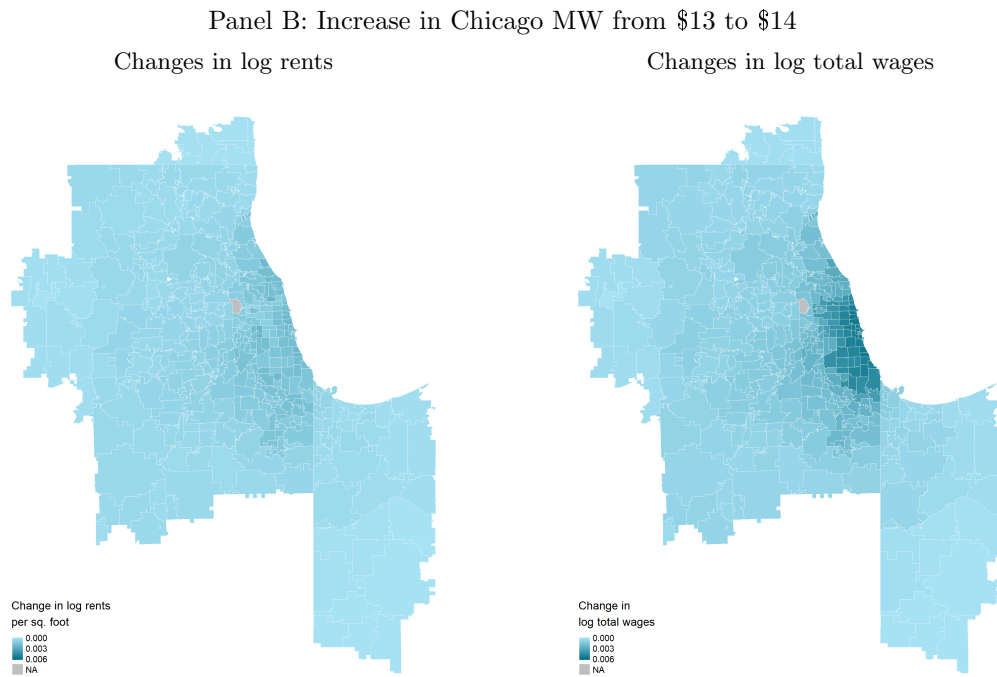 Panel B: Increase in Chicago MW from $13 to $14
Changes in log rents
Changes in log total wages
Change in log rents
per sq. foot
0.000
0.003
0.006
NA
Change in
log total wages
0.000
0.003
0.006
NA